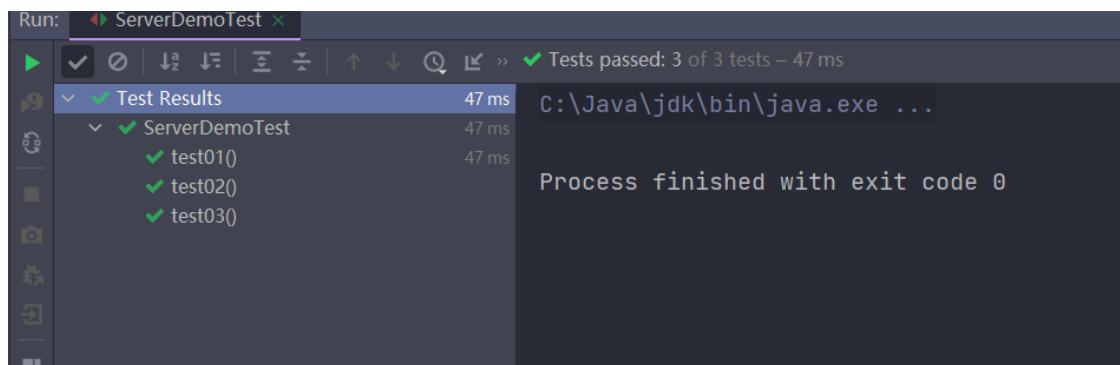 Run: ServerDemoTest ×
» Tests passed: 3 of 3 tests – 47 ms
Test Results 47 ms
ServerDemoTest 47 ms
test01() 47 ms
test02()
test03()
C:\Java\jdk\bin\java.exe ...
Process finished with exit code 0